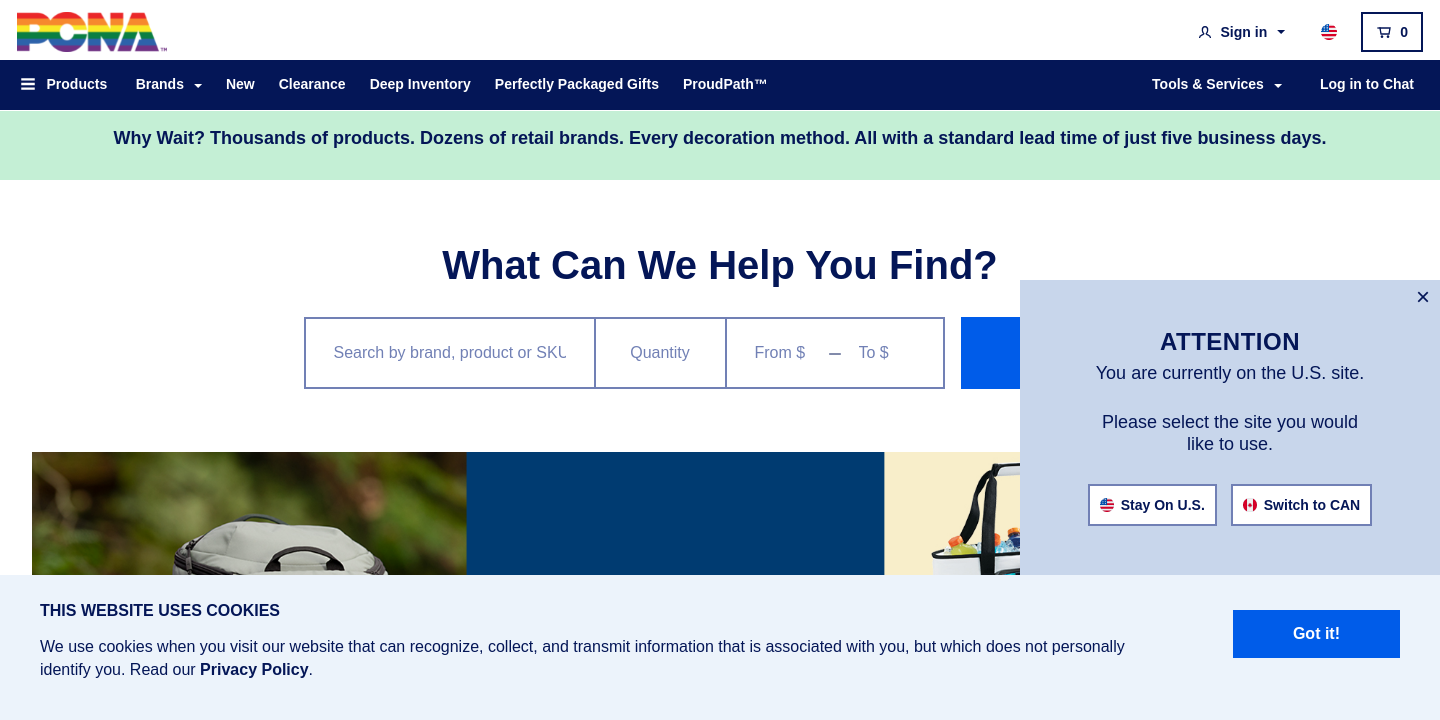 PCNA™
Sign in
0
Products Brands New Clearance Deep Inventory Perfectly Packaged Gifts ProudPath™ Tools & Services Log in to Chat
Why Wait? Thousands of products. Dozens of retail brands. Every decoration method. All with a standard lead time of just five business days.
What Can We Help You Find?
Search by brand, product or SKU Quantity From $ — To $
×
ATTENTION
You are currently on the U.S. site.
Please select the site you would
like to use.
Stay On U.S. Switch to CAN
THIS WEBSITE USES COOKIES
We use cookies when you visit our website that can recognize, collect, and transmit information that is associated with you, but which does not personally
identify you. Read our Privacy Policy.
Got it!